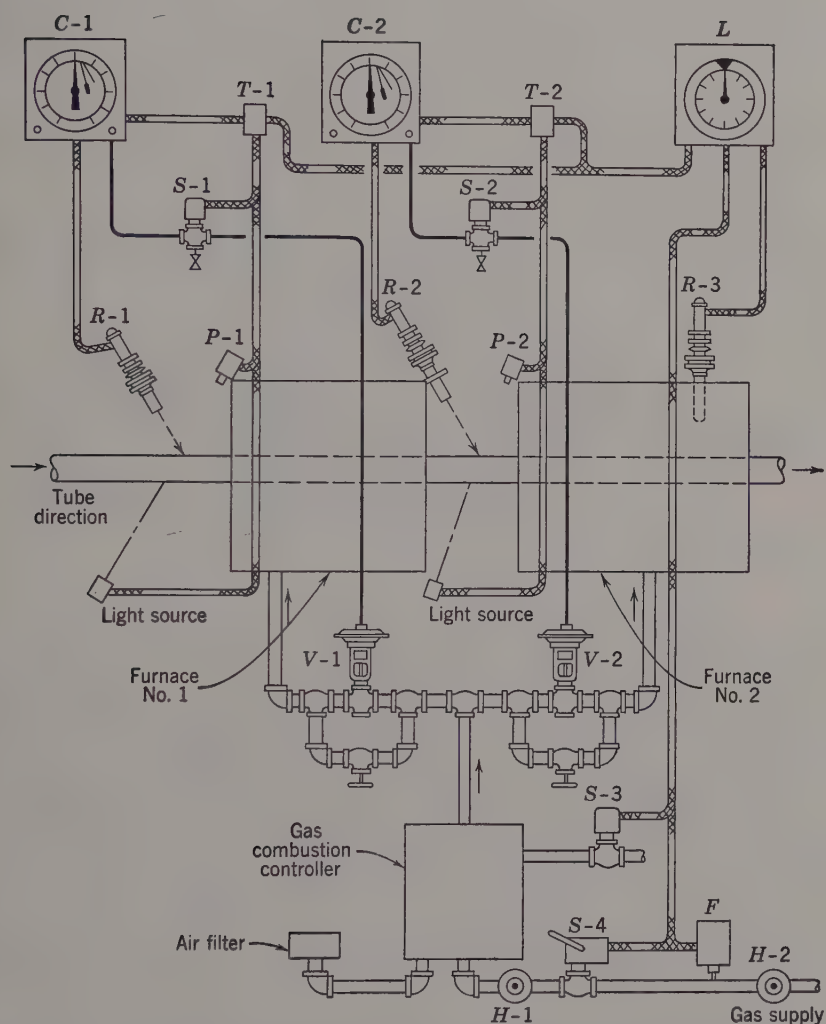 C-1
C-2
L
T-1
T-2
S-1
S-2
R-1
R-2
R-3
P-1
P-2
Tube
direction
Light source
Light source
Furnace
No. 1
V-1
V-2
Furnace
No. 2
Gas
combustion
controller
S-3
Air filter
S-4
F
H-2
H-1
Gas supply